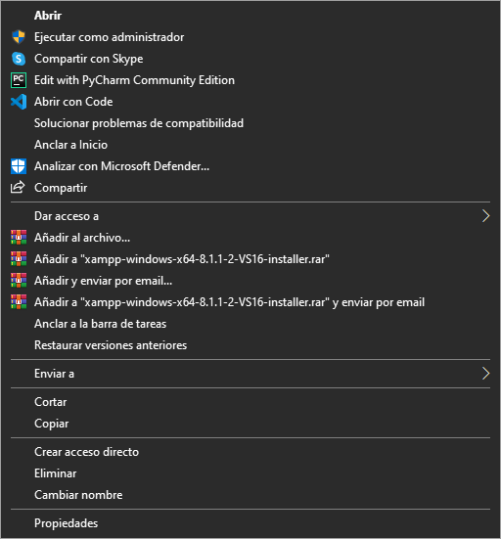 Abrir
Ejecutar como administrador
Compartir con Skype
PC
Edit with PyCharm Community Edition
Abrir con Code
Solucionar problemas de compatibilidad
Anclar a Inicio
Analizar con Microsoft Defender...
Compartir
Dar acceso a
Añadir al archivo...
Añadir a "xampp-windows-x64-8.1.1-2-VS16-installer.rar"
Añadir y enviar por email...
Añadir a "xampp-windows-x64-8.1.1-2-VS16-installer.rar" y enviar por email
Anclar a la barra de tareas
Restaurar versiones anteriores
Enviar a
Cortar
Copiar
Crear acceso directo
Eliminar
Cambiar nombre
Propiedades